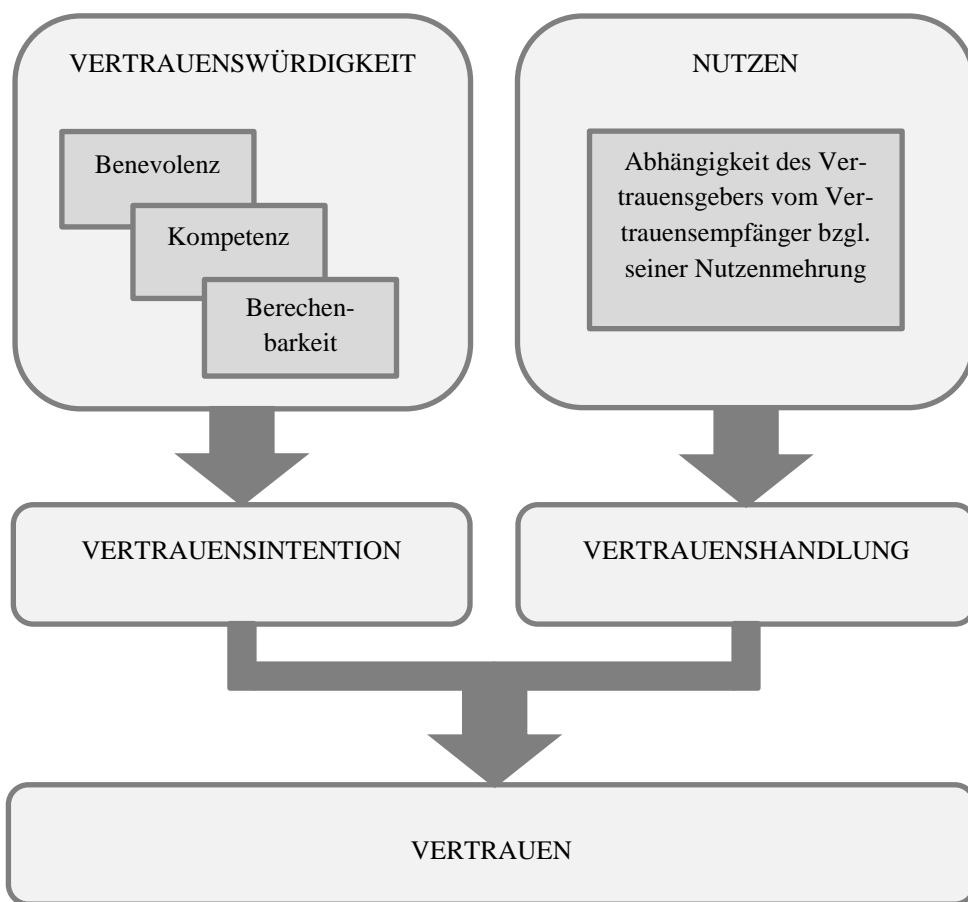 VERTRAUENSWÜRDIGKEIT
Benevolenz
Kompetenz
Berechen-
barkeit
NUTZEN
Abhängigkeit des Ver-
trauensgebers vom Ver-
trauensempfänger bzgl.
seiner Nutzenmehrung
VERTRAUENSINTENTION
VERTRAUENSHANDLUNG
VERTRAUEN